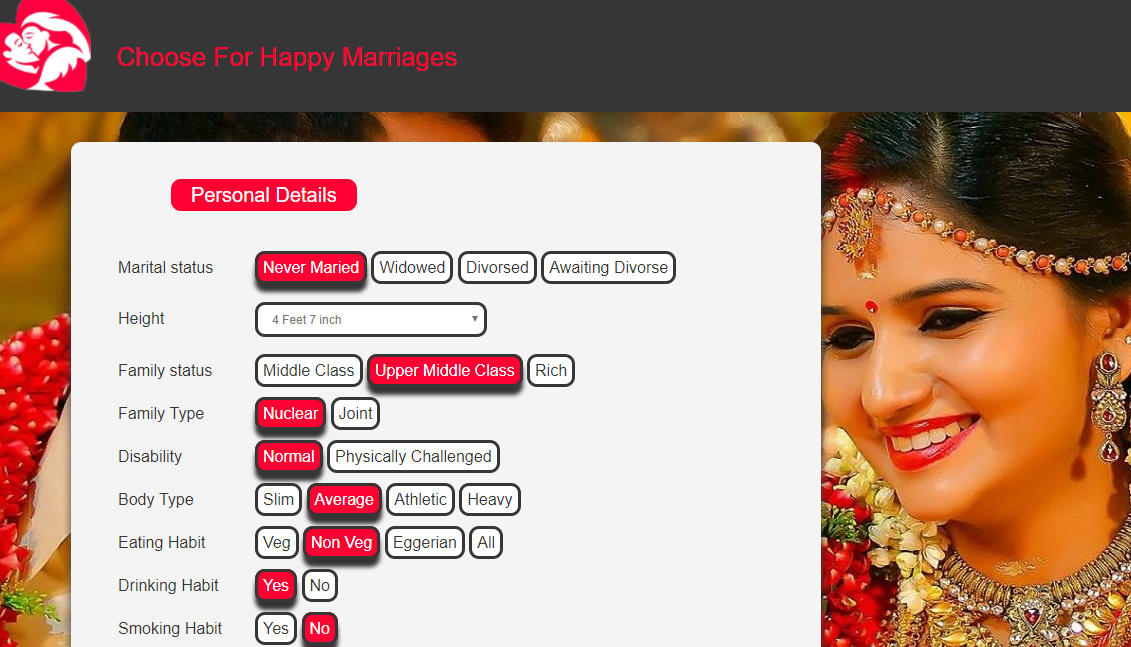 Choose For Happy Marriages
Personal Details
Marital status Never Maried Widowed Divorsed Awaiting Divorse
Height 4 Feet 7 inch
Family status Middle Class Upper Middle Class Rich
Family Type Nuclear Joint
Disability Normal Physically Challenged
Body Type Slim Average Athletic Heavy
Eating Habit Veg Non Veg Eggerian All
Drinking Habit Yes No
Smoking Habit Yes No